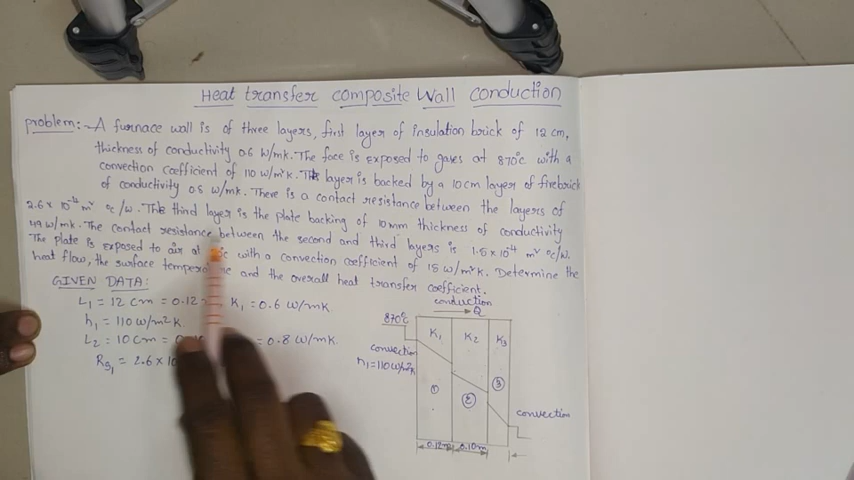 Heat transfer composite wall conduction
problem:- A furnace wall is of three layers, first layer of insulation brick of 12 cm,
thickness of conductivity 0.6 W/mk. The face is exposed to gases at 870°c with a
convection coefficient of 110 W/m²K. The layer is backed by a 10 cm layer of firebrick
of conductivity 0.8 W/mk. There is a contact resistance between the layers of
2.6 x 10⁻⁴ m² °c/w. The third layer is the plate backing of 10 mm thickness of conductivity
49 W/mk. The contact resistance between the second and third layers is 1.5 x 10⁻⁴ m² °c/w.
The plate is exposed to air at °c with a convection coefficient of 15 W/m²K. Determine the
heat flow, the surface and the overall heat transfer coefficient.
GIVEN DATA:
L₁ = 12 cm = 0.12 K₁ = 0.6 W/mK
h₁ = 110 W/m²K
L₂ = 10 cm = = 0.8 W/mK.
= 2.6 x 10
conduction
Q
870°c
K₁ K₂ K₃
convection
h₁=110W/m²K
① ② ③
convection
0.12m 0.10m